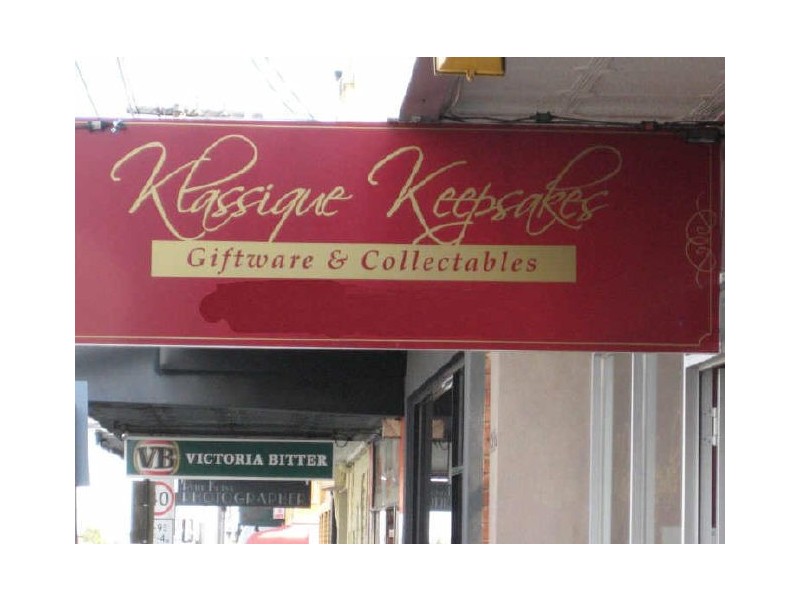 Klassique Keepsakes
Giftware & Collectables
VB VICTORIA BITTER
PHOTOGRAPHER